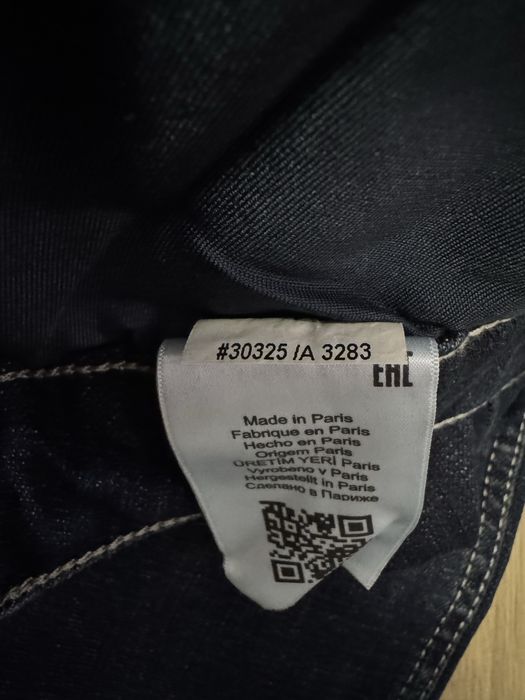 #30325 /A 3283
EAC
Made in Paris
Fabrique en Paris
Hecho en Paris
Origem Paris
ÜRETİM YERİ Paris
Vyrobeno v Paris
Hergestellt in Paris
Сделано в Париже